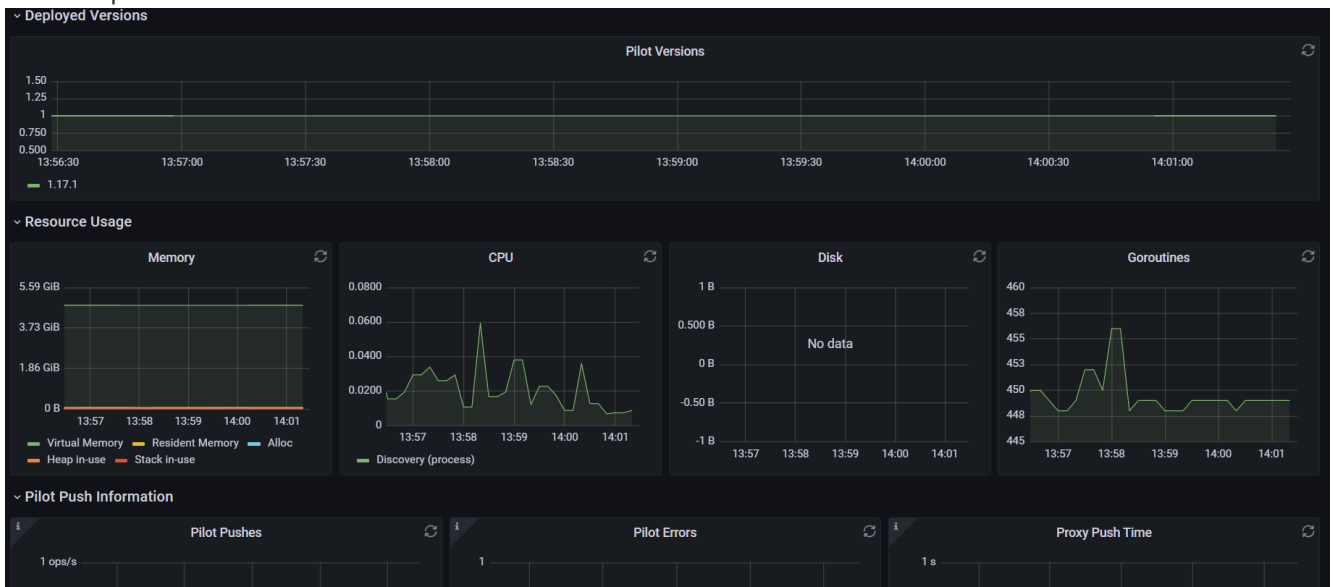 Deployed Versions
Pilot Versions
1.50
1.25
1
0.750
0.500
13:56:30 13:57:00 13:57:30 13:58:00 13:58:30 13:59:00 13:59:30 14:00:00 14:00:30 14:01:00
1.17.1
Resource Usage
Memory
5.59 GiB
3.73 GiB
1.86 GiB
0 B
13:57 13:58 13:59 14:00 14:01
Virtual Memory Resident Memory Alloc
Heap in-use Stack in-use
CPU
0.0800
0.0600
0.0400
0.0200
0
13:57 13:58 13:59 14:00 14:01
Discovery (process)
Disk
1 B
0.500 B
No data
0 B
-0.50 B
-1 B
13:57 13:58 13:59 14:00 14:01
Goroutines
460
458
455
453
450
448
445
13:57 13:58 13:59 14:00 14:01
Pilot Push Information
i
Pilot Pushes
1 ops/s
i
Pilot Errors
1
i
Proxy Push Time
1 s